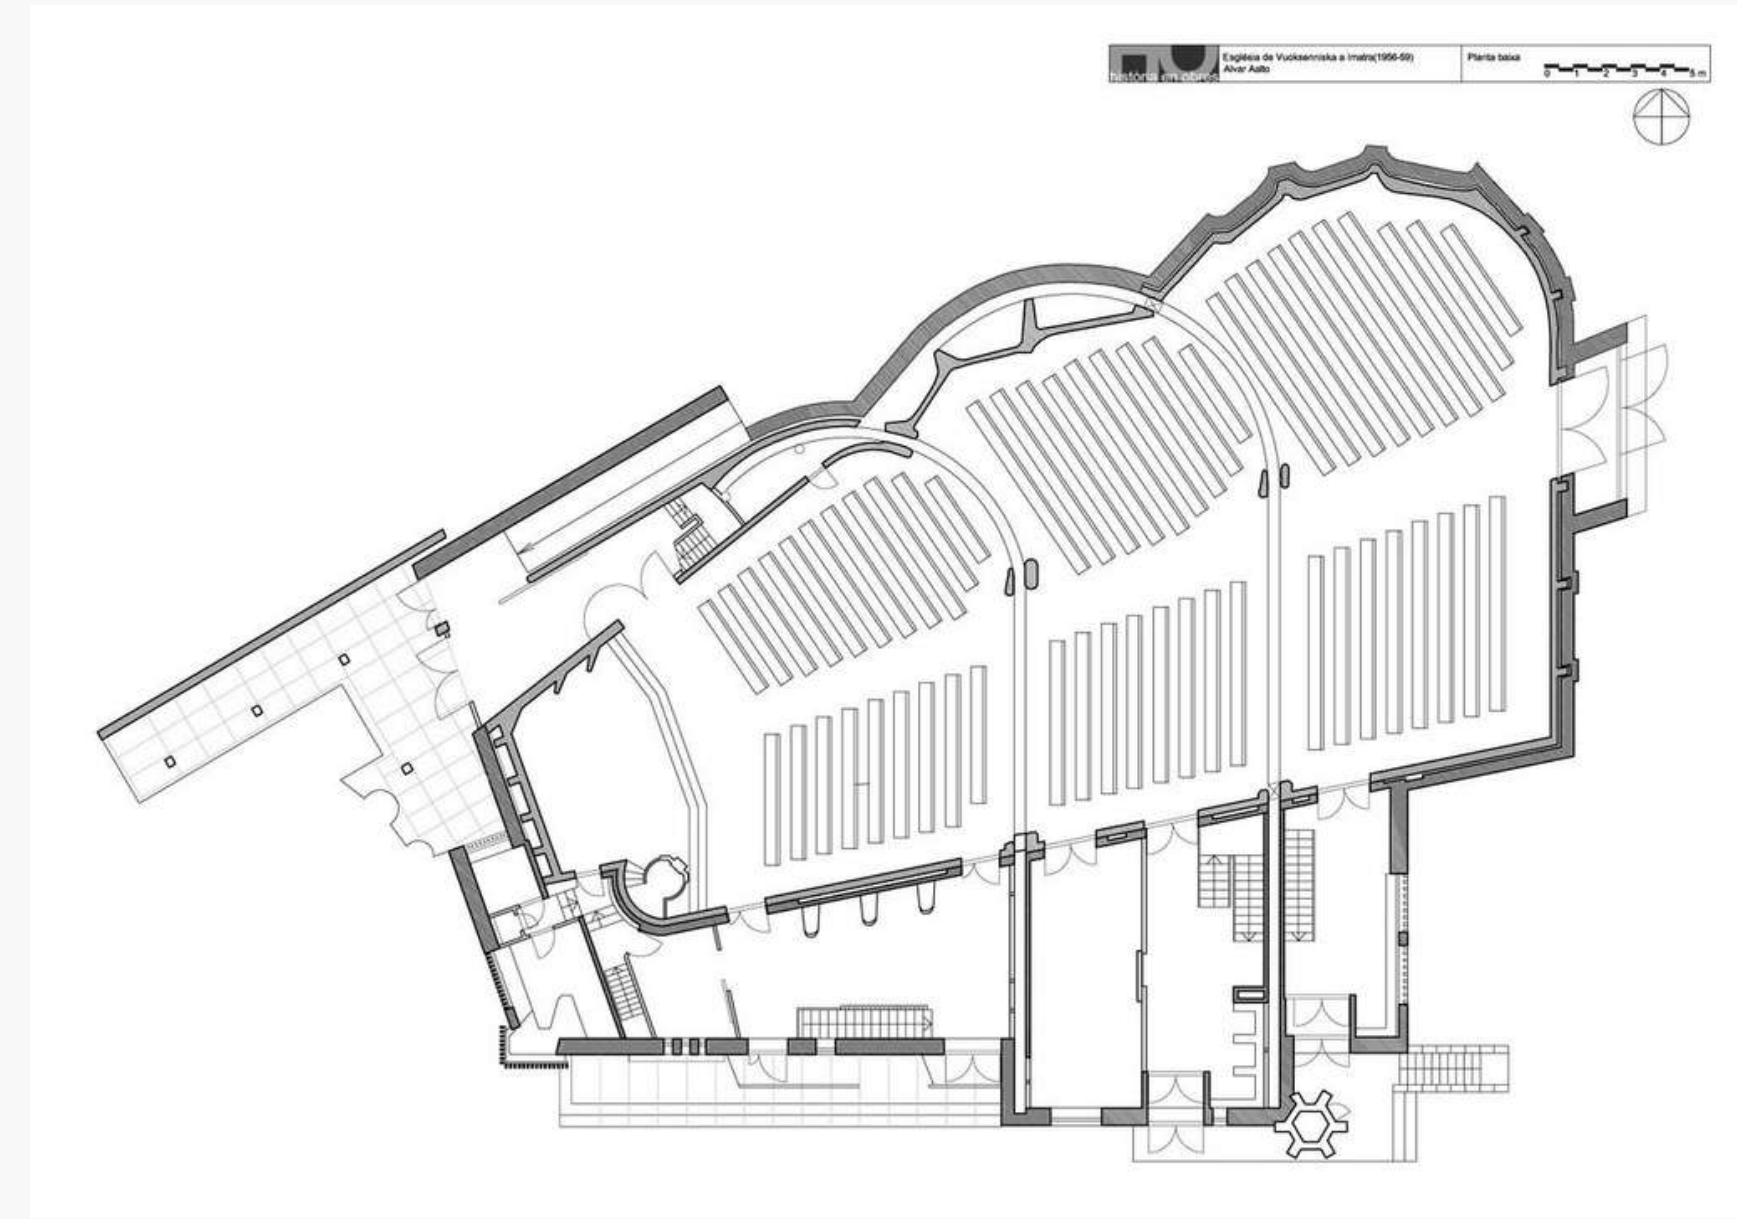 història en obres
Església de Vuoksenniska a Imatra(1956-59)
Alvar Aalto
Planta baixa
0 1 2 3 4 5 m